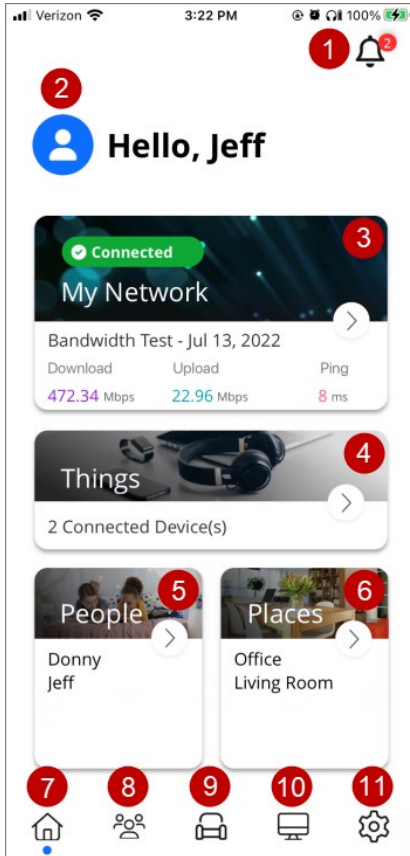 Verizon 3:22 PM 100%
1
2
2
Hello, Jeff
3
Connected
My Network
Bandwidth Test - Jul 13, 2022
Download Upload Ping
472.34 Mbps 22.96 Mbps 8 ms
4
Things
2 Connected Device(s)
5
People
Donny
Jeff
6
Places
Office
Living Room
7 8 9 10 11